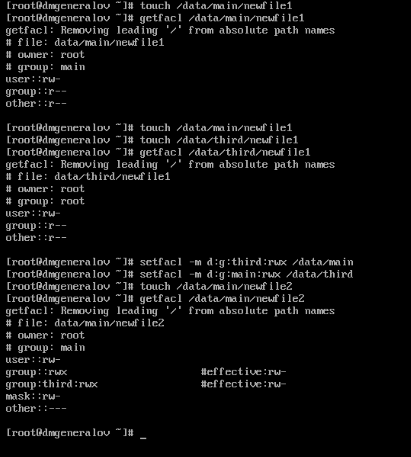 [root@dmgeneralov ~]# touch /data/main/newfile1
[root@dmgeneralov ~]# getfacl /data/main/newfile1
getfacl: Removing leading '/' from absolute path names
# file: data/main/newfile1
# owner: root
# group: main
user::rw-
group::r--
other::r--

[root@dmgeneralov ~]# touch /data/main/newfile1
[root@dmgeneralov ~]# touch /data/third/newfile1
[root@dmgeneralov ~]# getfacl /data/third/newfile1
getfacl: Removing leading '/' from absolute path names
# file: data/third/newfile1
# owner: root
# group: root
user::rw-
group::r--
other::r--

[root@dmgeneralov ~]# setfacl -m d:g:third:rwx /data/main
[root@dmgeneralov ~]# setfacl -m d:g:main:rwx /data/third
[root@dmgeneralov ~]# touch /data/main/newfile2
[root@dmgeneralov ~]# getfacl /data/main/newfile2
getfacl: Removing leading '/' from absolute path names
# file: data/main/newfile2
# owner: root
# group: main
user::rw-
group::rwx                      #effective:rw-
group:third:rwx                 #effective:rw-
mask::rw-
other::---

[root@dmgeneralov ~]# _